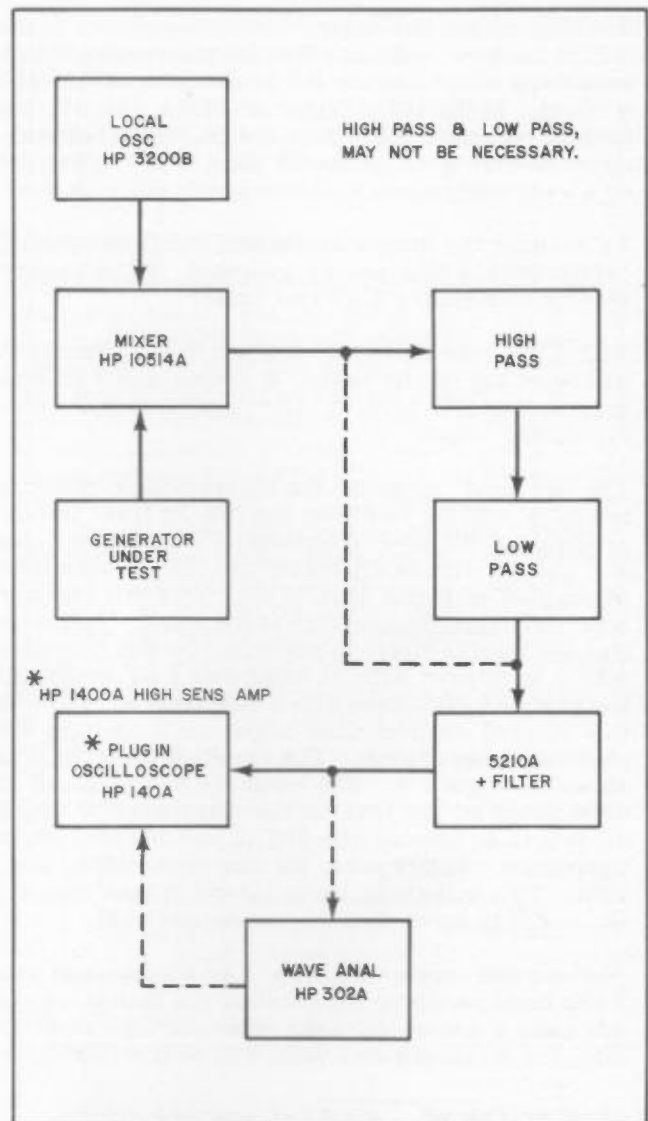 LOCAL
OSC
HP 3200B
HIGH PASS & LOW PASS,
MAY NOT BE NECESSARY.
MIXER
HP 10514A
HIGH
PASS
GENERATOR
UNDER
TEST
LOW
PASS
* HP 1400A HIGH SENS AMP
* PLUG IN
OSCILLOSCOPE
HP 140A
5210A
+ FILTER
WAVE ANAL
HP 302A